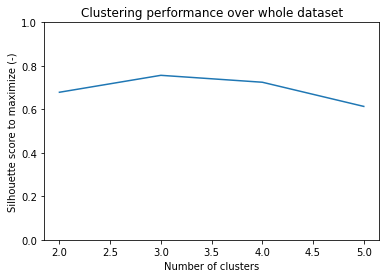 Clustering performance over whole dataset
Silhouette score to maximize (-)
1.0
0.8
0.6
0.4
0.2
0.0
2.0 2.5 3.0 3.5 4.0 4.5 5.0
Number of clusters